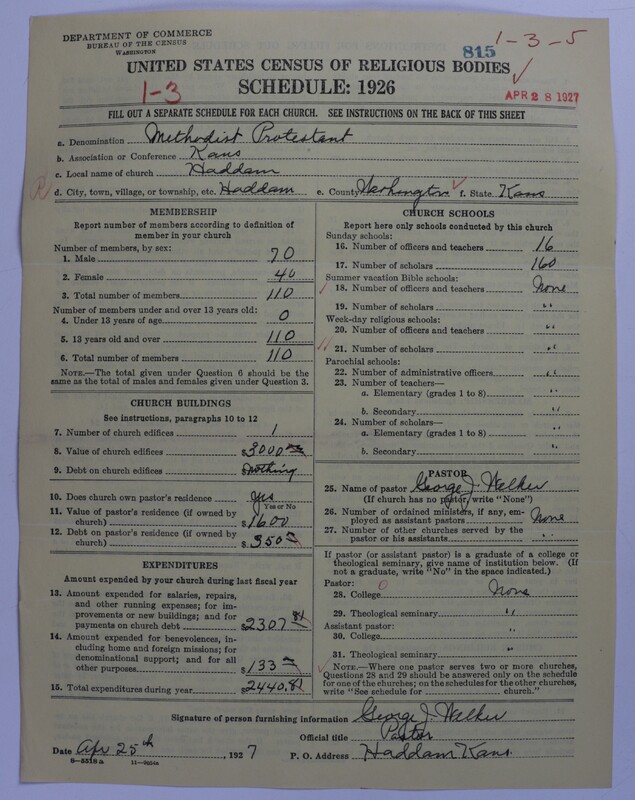 DEPARTMENT OF COMMERCE
BUREAU OF THE CENSUS
WASHINGTON
815
1-3-5
UNITED STATES CENSUS OF RELIGIOUS BODIES
1-3
SCHEDULE: 1926
APR 28 1927
FILL OUT A SEPARATE SCHEDULE FOR EACH CHURCH. SEE INSTRUCTIONS ON THE BACK OF THIS SHEET
a. Denomination Methodist Protestant
b. Association or Conference Kans
c. Local name of church Haddam
d. City, town, village, or township, etc. Haddam e. County Washington f. State Kans
MEMBERSHIP
Report number of members according to definition of
member in your church
Number of members, by sex:
1. Male 70
2. Female 40
3. Total number of members 110
Number of members under and over 13 years old:
4. Under 13 years of age 0
5. 13 years old and over 110
6. Total number of members 110
NOTE.—The total given under Question 6 should be
same as the total of males and females given under Question 3.
CHURCH BUILDINGS
See instructions, paragraphs 10 to 12
7. Number of church edifices 1
8. Value of church edifices $3000
9. Debt on church edifices $nothing
10. Does church own pastor's residence Yes
Yes or No
11. Value of pastor's residence (if owned by
church) $1600
12. Debt on pastor's residence (if owned by
church) $350
EXPENDITURES
Amount expended by your church during last fiscal year
13. Amount expended for salaries, repairs,
and other running expenses; for im-
provements or new buildings; and for
payments on church debt $2307 81
14. Amount expended for benevolences, in-
cluding home and foreign missions; for
denominational support; and for all
other purposes $133
15. Total expenditures during year $2440.81
CHURCH SCHOOLS
Report here only schools conducted by this church
Sunday schools:
16. Number of officers and teachers 16
17. Number of scholars 160
Summer vacation Bible schools:
18. Number of officers and teachers None
19. Number of scholars "
Week-day religious schools:
20. Number of officers and teachers "
21. Number of scholars "
Parochial schools:
22. Number of administrative officers "
23. Number of teachers—
a. Elementary (grades 1 to 8) "
b. Secondary "
24. Number of scholars—
a. Elementary (grades 1 to 8) "
b. Secondary "
PASTOR
25. Name of pastor George J. Walker
(If church has no pastor, write "None")
26. Number of ordained ministers, if any, em-
ployed as assistant pastors None
27. Number of other churches served by the
pastor or his assistants "
If pastor (or assistant pastor) is a graduate of a college or
theological seminary, give name of institution below. (If
not a graduate, write "No" in the space indicated.)
Pastor:
28. College None
29. Theological seminary "
Assistant pastor:
30. College "
31. Theological seminary "
NOTE.—Where one pastor serves two or more churches,
Questions 28 and 29 should be answered only on the schedule
for one of the churches; on the schedules for the other churches,
write "See schedule for church."
Signature of person furnishing information George J. Walker
Official title Pastor
Date Apr 25th, 1927 P. O. Address Haddam Kans.
8-5518a 11-9654a